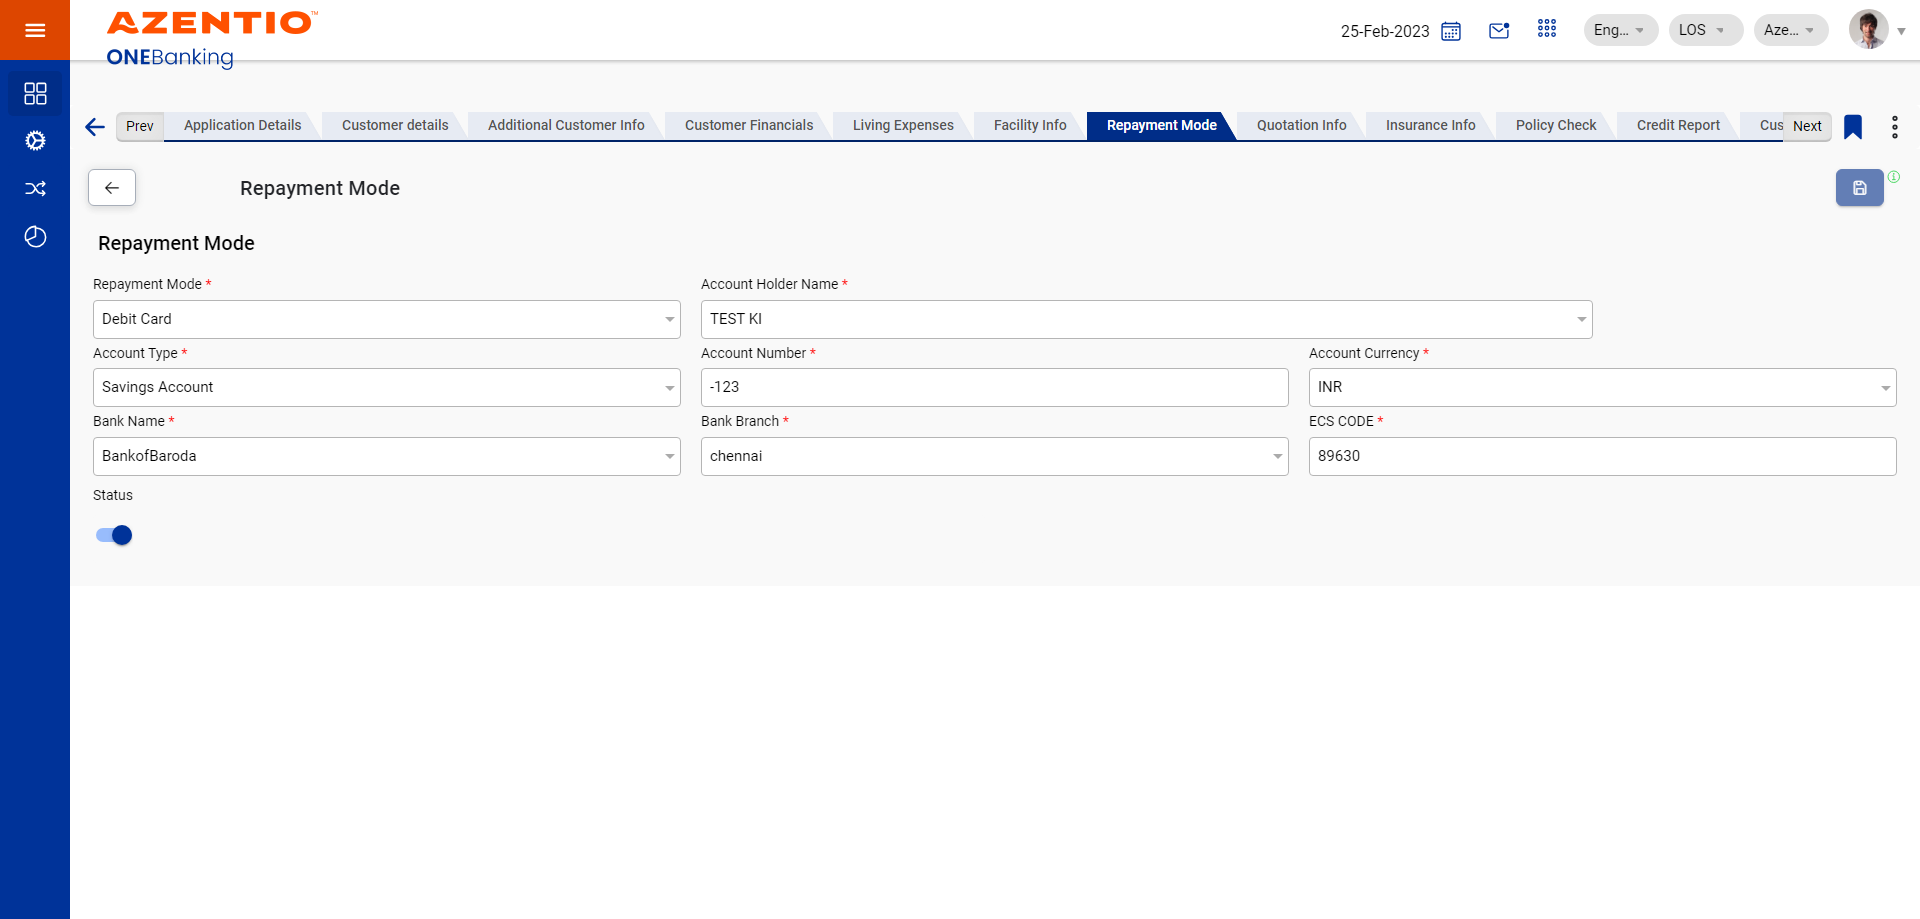 AZENTIO™
ONEBanking
25-Feb-2023
Eng...
LOS
Aze...
Prev
Application Details
Customer details
Additional Customer Info
Customer Financials
Living Expenses
Facility Info
Repayment Mode
Quotation Info
Insurance Info
Policy Check
Credit Report
Cus
Next
Repayment Mode
Repayment Mode
Repayment Mode *
Account Holder Name *
Debit Card
TEST KI
Account Type *
Account Number *
Account Currency *
Savings Account
-123
INR
Bank Name *
Bank Branch *
ECS CODE *
BankofBaroda
chennai
89630
Status